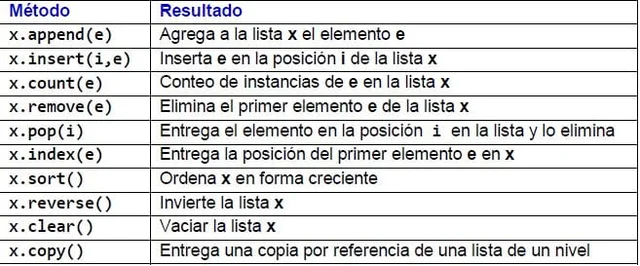 Método Resultado
x.append(e) Agrega a la lista x el elemento e
x.insert(i,e) Inserta e en la posición i de la lista x
x.count(e) Conteo de instancias de e en la lista x
x.remove(e) Elimina el primer elemento e de la lista x
x.pop(i) Entrega el elemento en la posición i en la lista y lo elimina
x.index(e) Entrega la posición del primer elemento e en x
x.sort() Ordena x en forma creciente
x.reverse() Invierte la lista x
x.clear() Vaciar la lista x
x.copy() Entrega una copia por referencia de una lista de un nivel